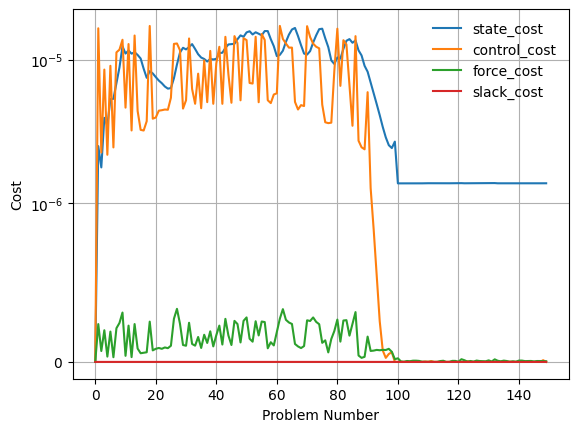 state_cost
control_cost
force_cost
slack_cost
10⁻⁵
10⁻⁶
0
Cost
0 20 40 60 80 100 120 140
Problem Number